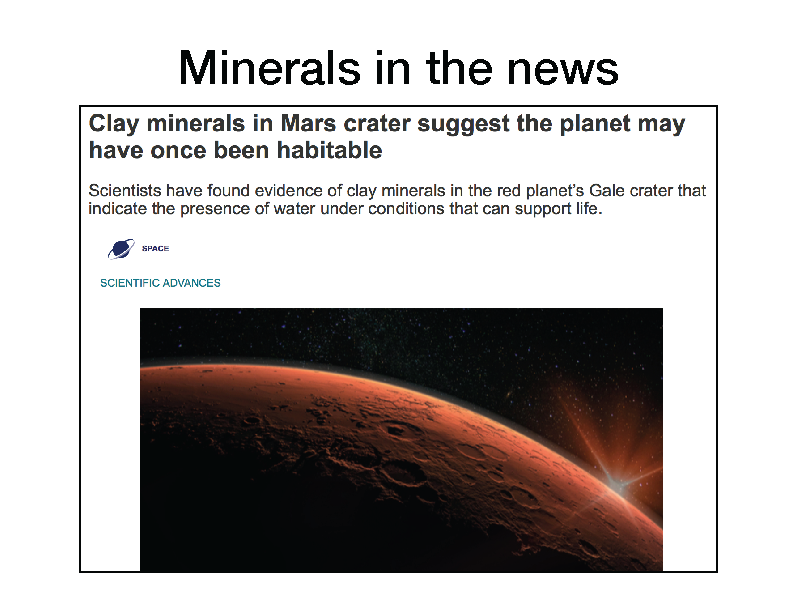 Minerals in the news
Clay minerals in Mars crater suggest the planet may
have once been habitable
Scientists have found evidence of clay minerals in the red planet's Gale crater that
indicate the presence of water under conditions that can support life.
SPACE
SCIENTIFIC ADVANCES